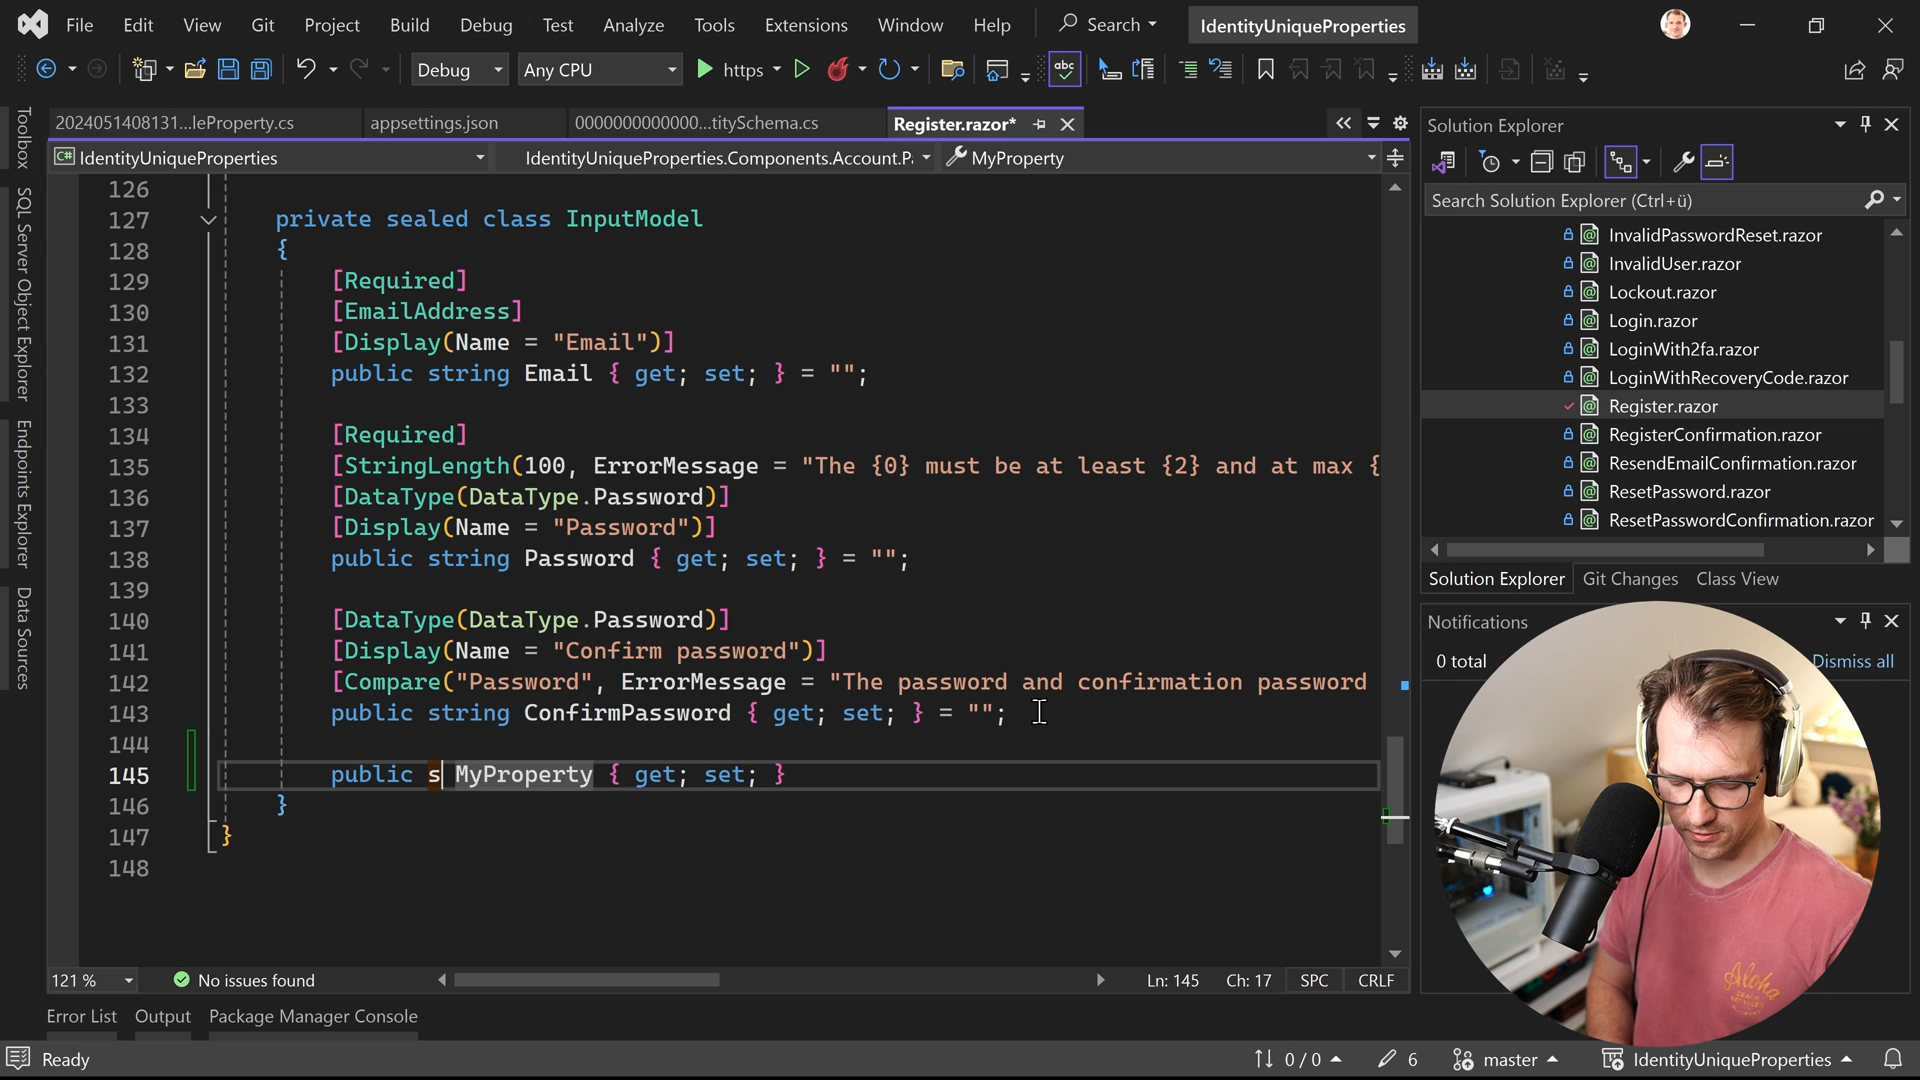 File Edit View Git Project Build Debug Test Analyze Tools Extensions Window Help Search IdentityUniqueProperties
Debug Any CPU https abc
2024051408131...leProperty.cs appsettings.json 0000000000000...titySchema.cs Register.razor*
C# IdentityUniqueProperties IdentityUniqueProperties.Components.Account.P. MyProperty
126
127 private sealed class InputModel
128 {
129 [Required]
130 [EmailAddress]
131 [Display(Name = "Email")]
132 public string Email { get; set; } = "";
133
134 [Required]
135 [StringLength(100, ErrorMessage = "The {0} must be at least {2} and at max {
136 [DataType(DataType.Password)]
137 [Display(Name = "Password")]
138 public string Password { get; set; } = "";
139
140 [DataType(DataType.Password)]
141 [Display(Name = "Confirm password")]
142 [Compare("Password", ErrorMessage = "The password and confirmation password
143 public string ConfirmPassword { get; set; } = "";
144
145 public s MyProperty { get; set; }
146 }
147 }
148
121 % No issues found Ln: 145 Ch: 17 SPC CRLF
Error List Output Package Manager Console
Ready 0 / 0 6 master IdentityUniqueProperties
Toolbox
SQL Server Object Explorer
Endpoints Explorer
Data Sources
Solution Explorer
Search Solution Explorer (Ctrl+ü)
InvalidPasswordReset.razor
InvalidUser.razor
Lockout.razor
Login.razor
LoginWith2fa.razor
LoginWithRecoveryCode.razor
Register.razor
RegisterConfirmation.razor
ResendEmailConfirmation.razor
ResetPassword.razor
ResetPasswordConfirmation.razor
Solution Explorer Git Changes Class View
Notifications
0 total Dismiss all
Aloha